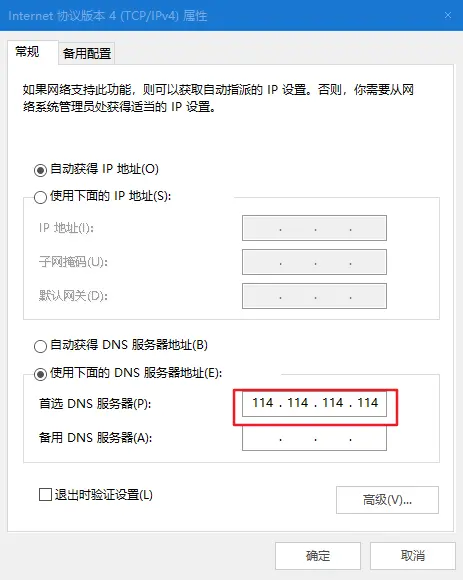 Internet 协议版本 4 (TCP/IPv4) 属性
常规 备用配置
如果网络支持此功能，则可以获取自动指派的 IP 设置。否则，你需要从网
络系统管理员处获得适当的 IP 设置。
自动获得 IP 地址(O)
使用下面的 IP 地址(S):
IP 地址(I):
子网掩码(U):
默认网关(D):
自动获得 DNS 服务器地址(B)
使用下面的 DNS 服务器地址(E):
首选 DNS 服务器(P): 114 . 114 . 114 . 114
备用 DNS 服务器(A):
退出时验证设置(L)
高级(V)...
确定 取消